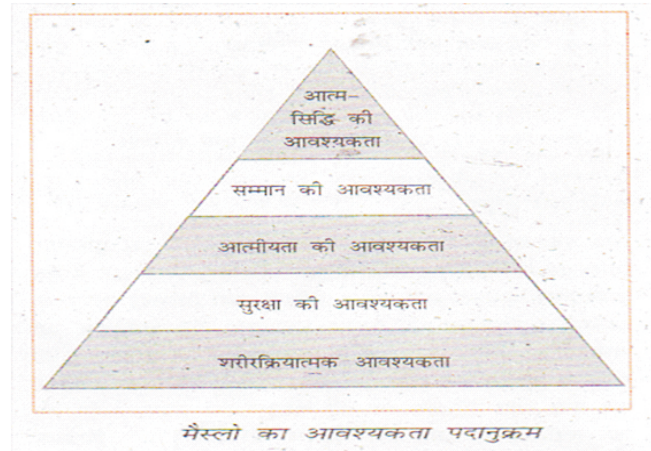 आत्म-
सिद्धि की
आवश्यकता
सम्मान की आवश्यकता
आत्मीयता की आवश्यकता
सुरक्षा की आवश्यकता
शरीरक्रियात्मक आवश्यकता
मैस्लो का आवश्यकता पदानुक्रम